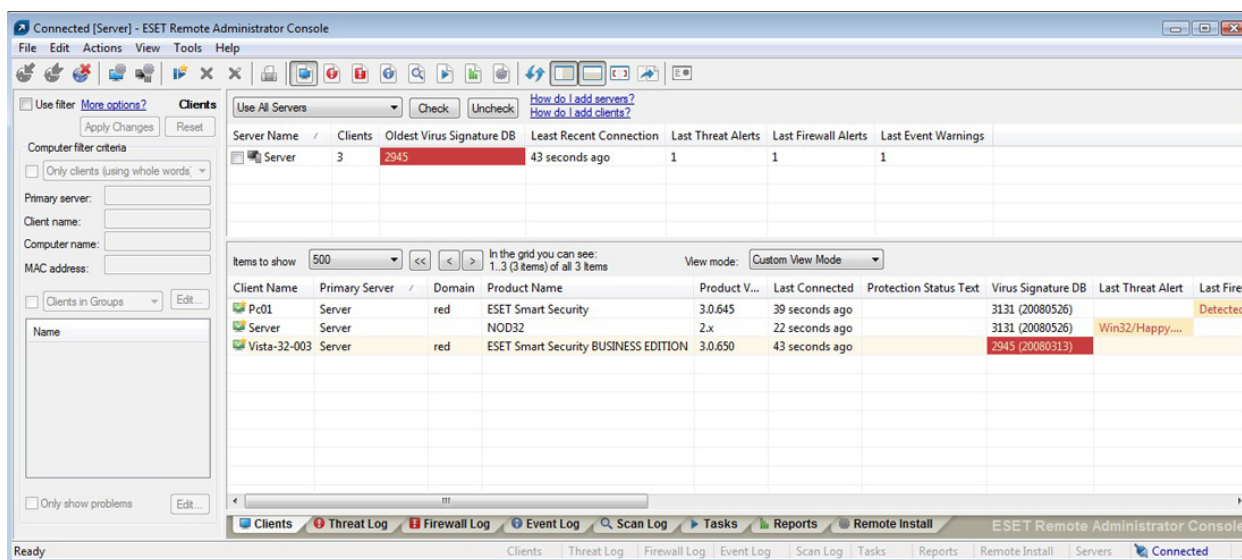 Connected [Server] - ESET Remote Administrator Console
File Edit Actions View Tools Help
Use filter More options? Clients
Apply Changes Reset
Computer filter criteria
Only clients (using whole words)
Primary server:
Client name:
Computer name:
MAC address:
Clients in Groups Edit...
Name
Only show problems Edit...
Use All Servers Check Uncheck How do I add servers?
How do I add clients?
Server Name Clients Oldest Virus Signature DB Least Recent Connection Last Threat Alerts Last Firewall Alerts Last Event Warnings
Server 3 2945 43 seconds ago 1 1 1
Items to show 500 << < > In the grid you can see:
1..3 (3 items) of all 3 Items
View mode: Custom View Mode
Client Name Primary Server Domain Product Name Product V... Last Connected Protection Status Text Virus Signature DB Last Threat Alert Last Fire
Pc01 Server red ESET Smart Security 3.0.645 39 seconds ago 3131 (20080526) Detected
Server Server NOD32 2.x 22 seconds ago 3131 (20080526) Win32/Happy....
Vista-32-003 Server red ESET Smart Security BUSINESS EDITION 3.0.650 43 seconds ago 2945 (20080313)
Clients Threat Log Firewall Log Event Log Scan Log Tasks Reports Remote Install ESET Remote Administrator Console
Ready Clients Threat Log Firewall Log Event Log Scan Log Tasks Reports Remote Install Servers Connected